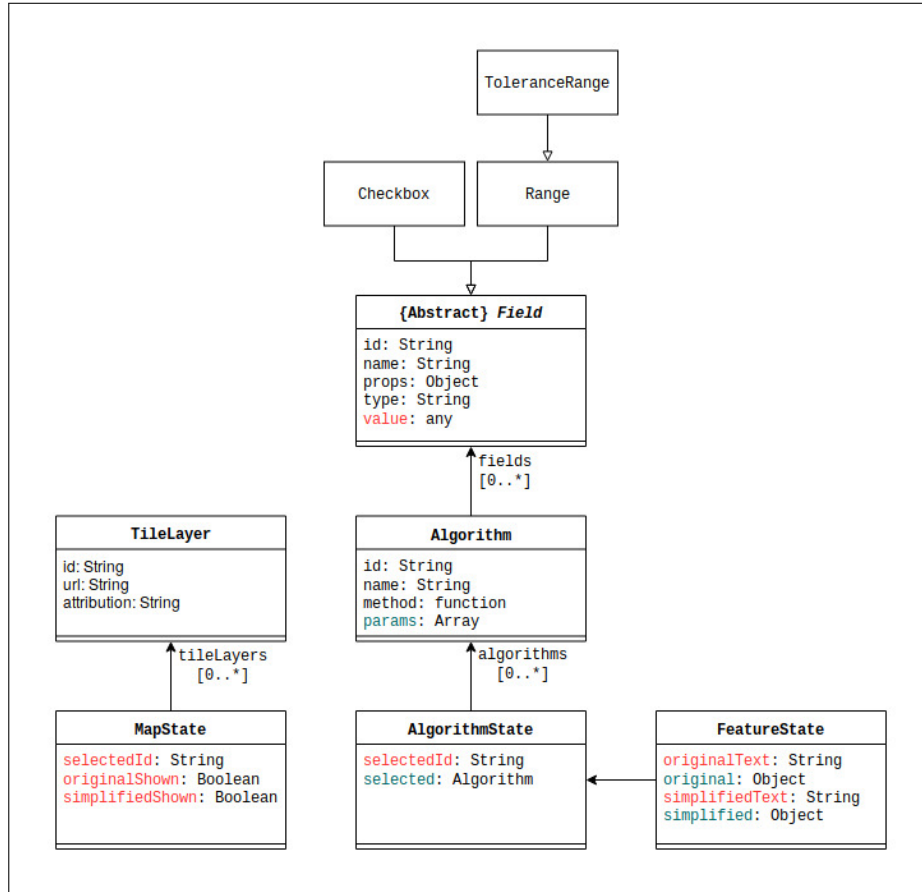 ToleranceRange
Checkbox
Range
{Abstract} Field
id: String
name: String
props: Object
type: String
value: any
fields
[0..*]
TileLayer
id: String
url: String
attribution: String
Algorithm
id: String
name: String
method: function
params: Array
tileLayers
[0..*]
algorithms
[0..*]
MapState
selectedId: String
originalShown: Boolean
simplifiedShown: Boolean
AlgorithmState
selectedId: String
selected: Algorithm
FeatureState
originalText: String
original: Object
simplifiedText: String
simplified: Object